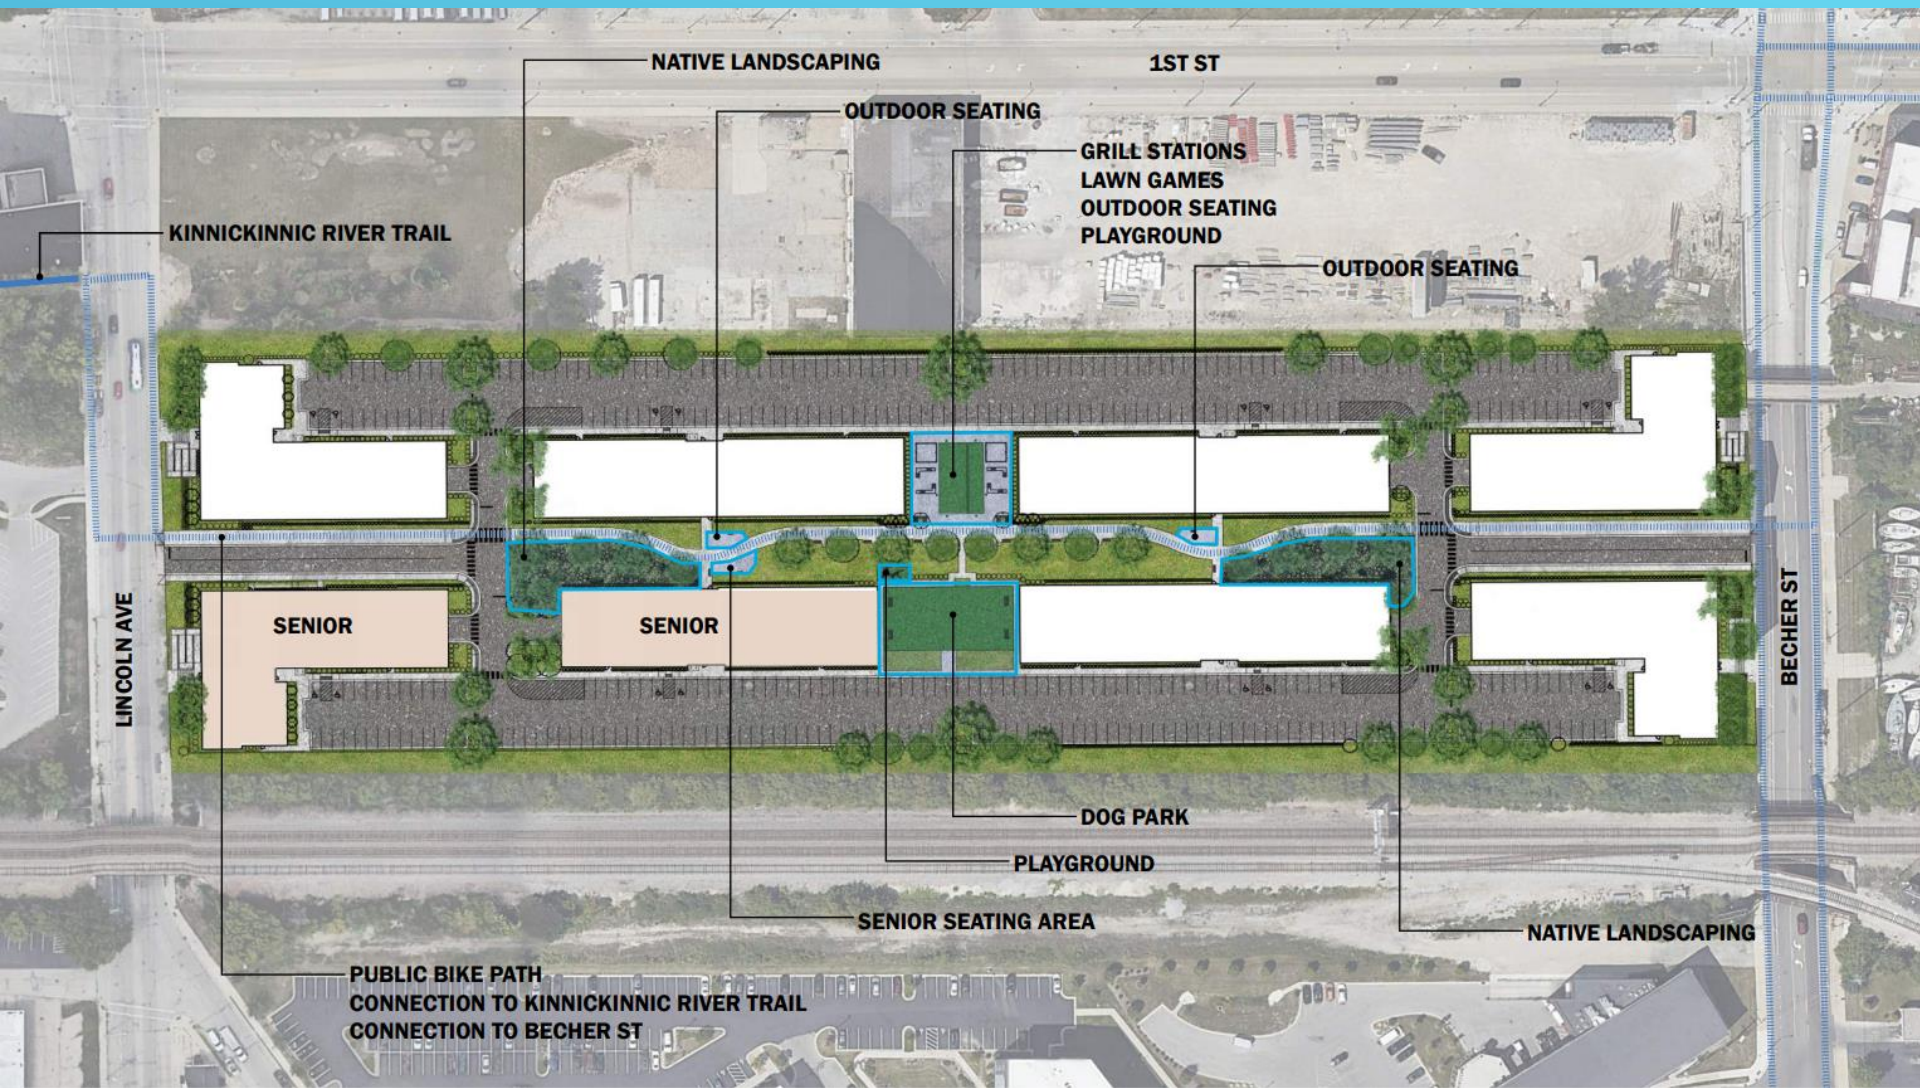 NATIVE LANDSCAPING
1ST ST
OUTDOOR SEATING
GRILL STATIONS
LAWN GAMES
OUTDOOR SEATING
PLAYGROUND
KINNICKINNIC RIVER TRAIL
OUTDOOR SEATING
SENIOR
SENIOR
LINCOLN AVE
BECHER ST
DOG PARK
PLAYGROUND
SENIOR SEATING AREA
NATIVE LANDSCAPING
PUBLIC BIKE PATH
CONNECTION TO KINNICKINNIC RIVER TRAIL
CONNECTION TO BECHER ST